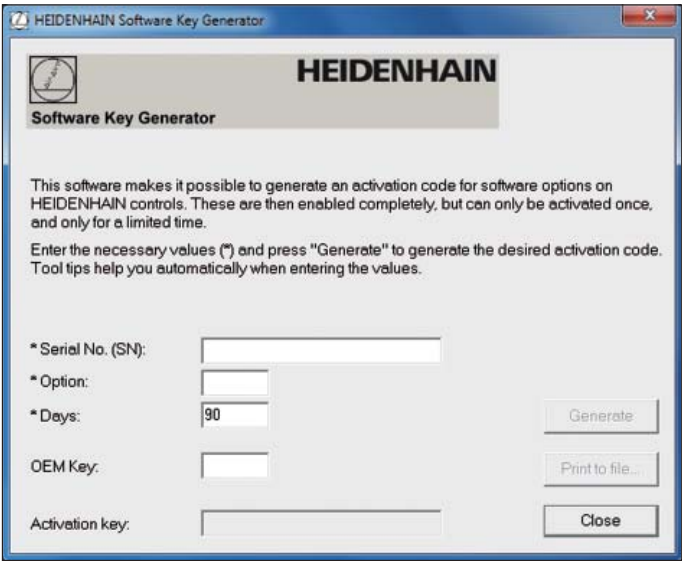 HEIDENHAIN Software Key Generator
HEIDENHAIN
Software Key Generator
This software makes it possible to generate an activation code for software options on
HEIDENHAIN controls. These are then enabled completely, but can only be activated once,
and only for a limited time.
Enter the necessary values (*) and press "Generate" to generate the desired activation code.
Tool tips help you automatically when entering the values.
* Serial No. (SN):
* Option:
* Days:
90
Generate
OEM Key:
Print to file...
Activation key:
Close